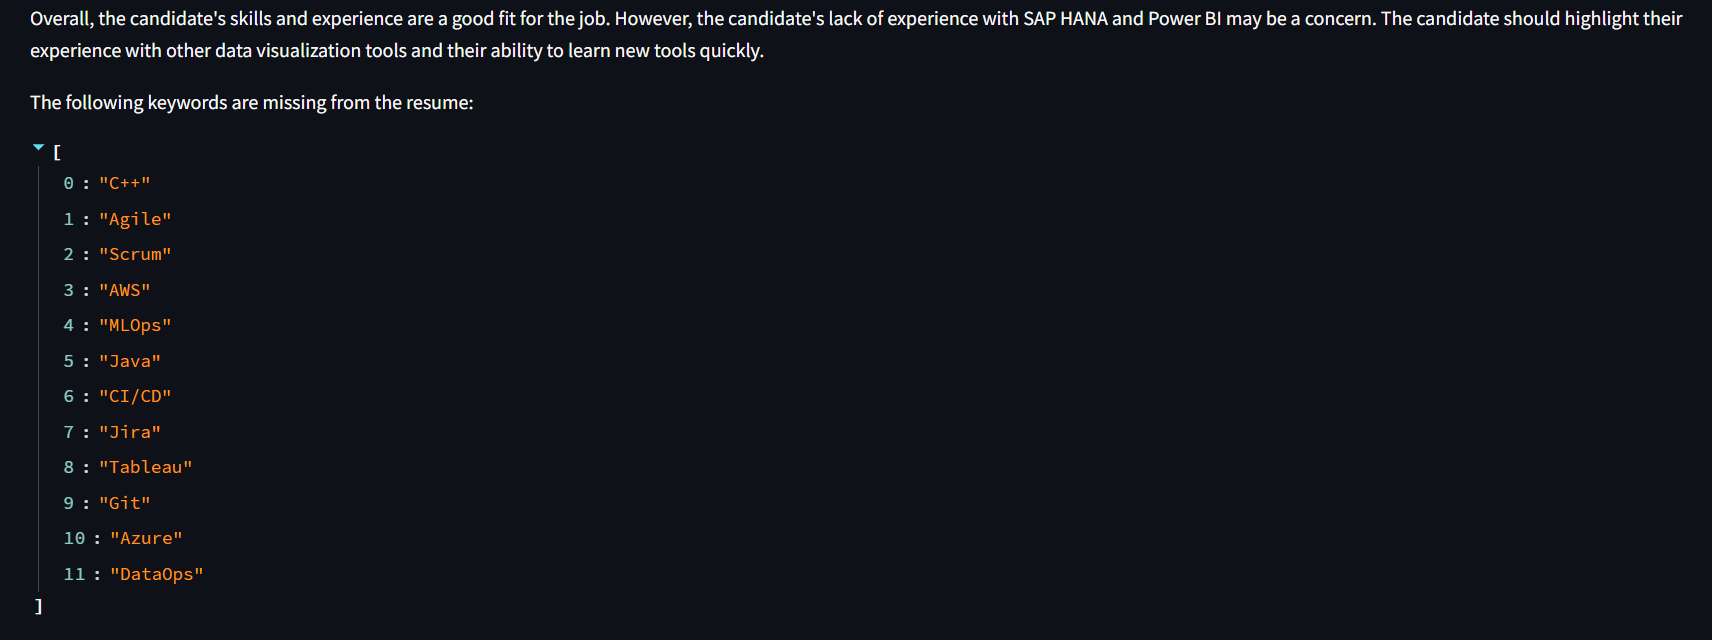 Overall, the candidate's skills and experience are a good fit for the job. However, the candidate's lack of experience with SAP HANA and Power BI may be a concern. The candidate should highlight their
experience with other data visualization tools and their ability to learn new tools quickly.
The following keywords are missing from the resume:
[
0 : "C++"
1 : "Agile"
2 : "Scrum"
3 : "AWS"
4 : "MLOps"
5 : "Java"
6 : "CI/CD"
7 : "Jira"
8 : "Tableau"
9 : "Git"
10 : "Azure"
11 : "DataOps"
]